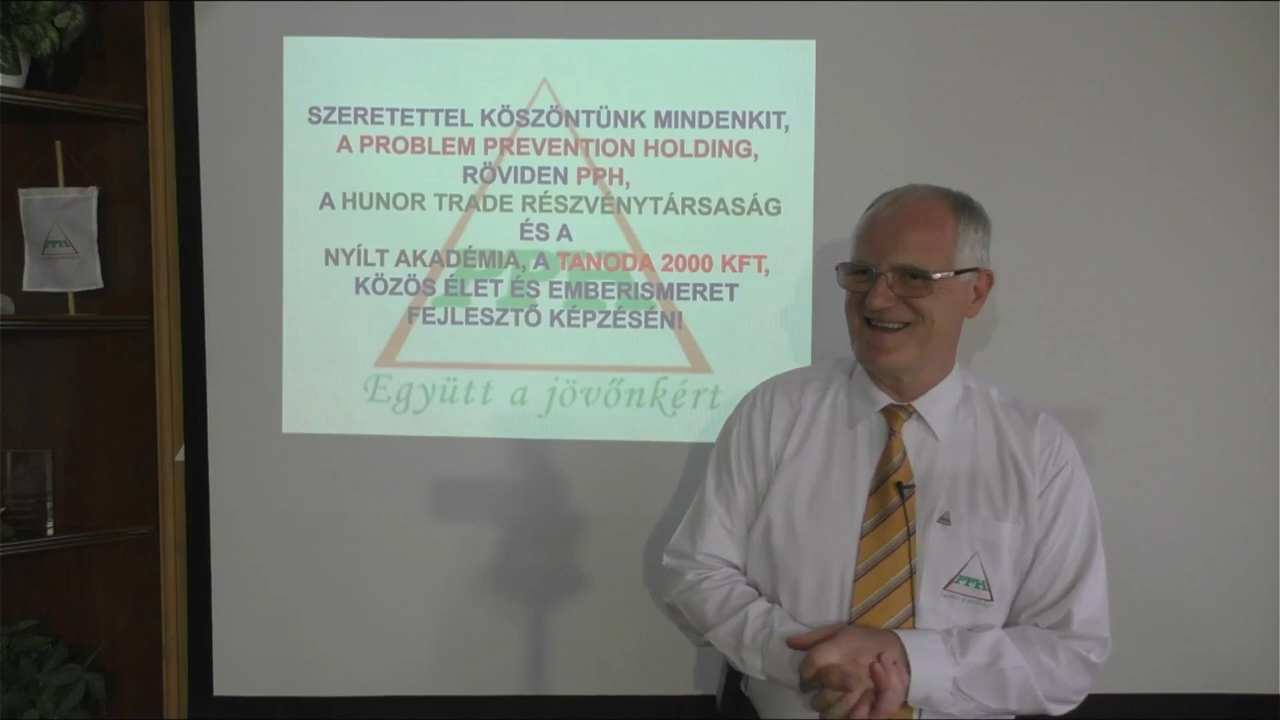 SZERETETTEL KÖSZÖNTÜNK MINDENKIT,
A PROBLEM PREVENTION HOLDING,
RÖVIDEN PPH,
A HUNOR TRADE RÉSZVÉNYTÁRSASÁG
ÉS A
NYÍLT AKADÉMIA, A TANODA 2000 KFT,
KÖZÖS ÉLET ÉS EMBERISMERET
FEJLESZTŐ KÉPZÉSÉN!
PPH
Együtt a jövőnkért
PPH
PPH